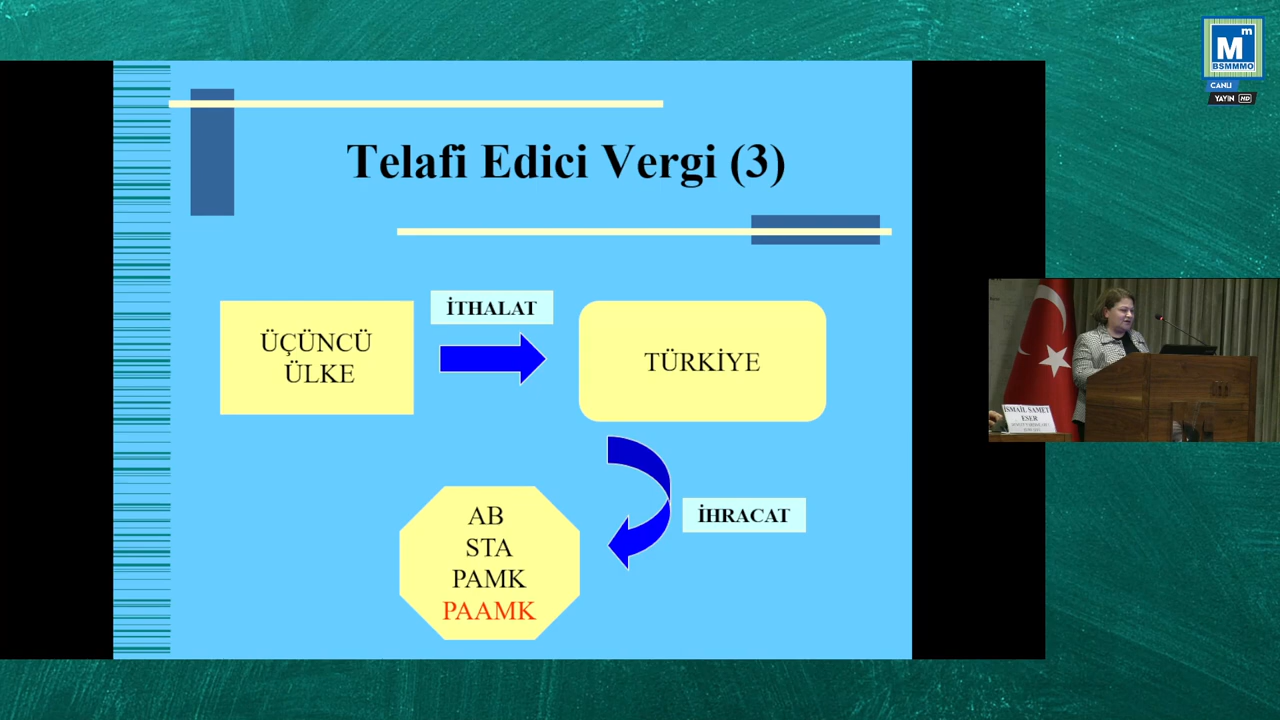 Mm
BSMMMO
CANLI
YAYIN HD
Telafi Edici Vergi (3)
İTHALAT
ÜÇÜNCÜ
ÜLKE
TÜRKİYE
İHRACAT
AB
STA
PAMK
PAAMK
İSMAİL SAMET
ESER